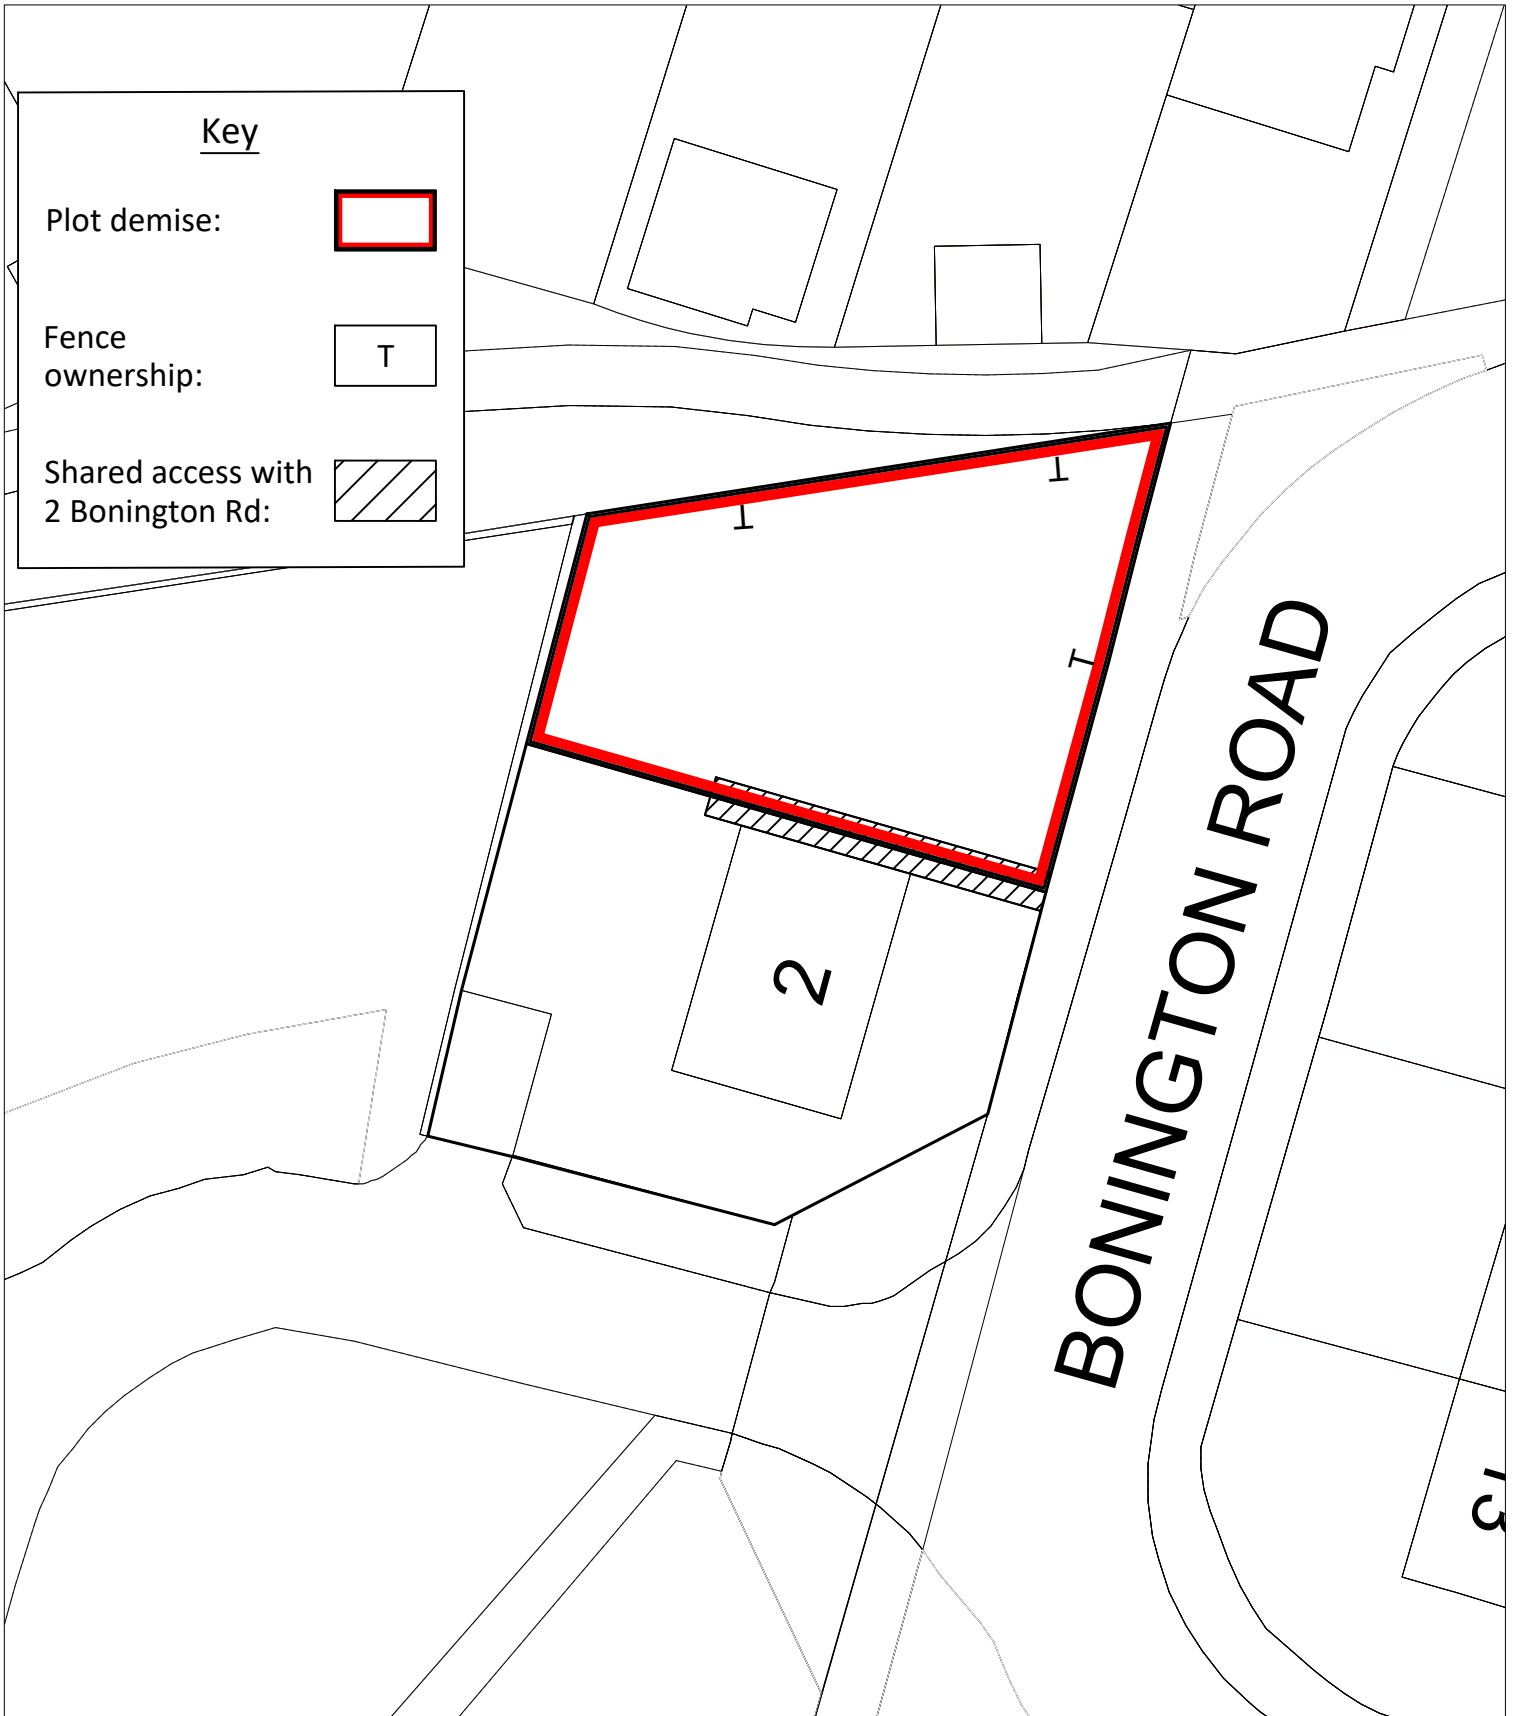 Key
Plot demise:
Fence
ownership:
T
Shared access with
2 Bonington Rd:
T
T
T
2
BONINGTON ROAD